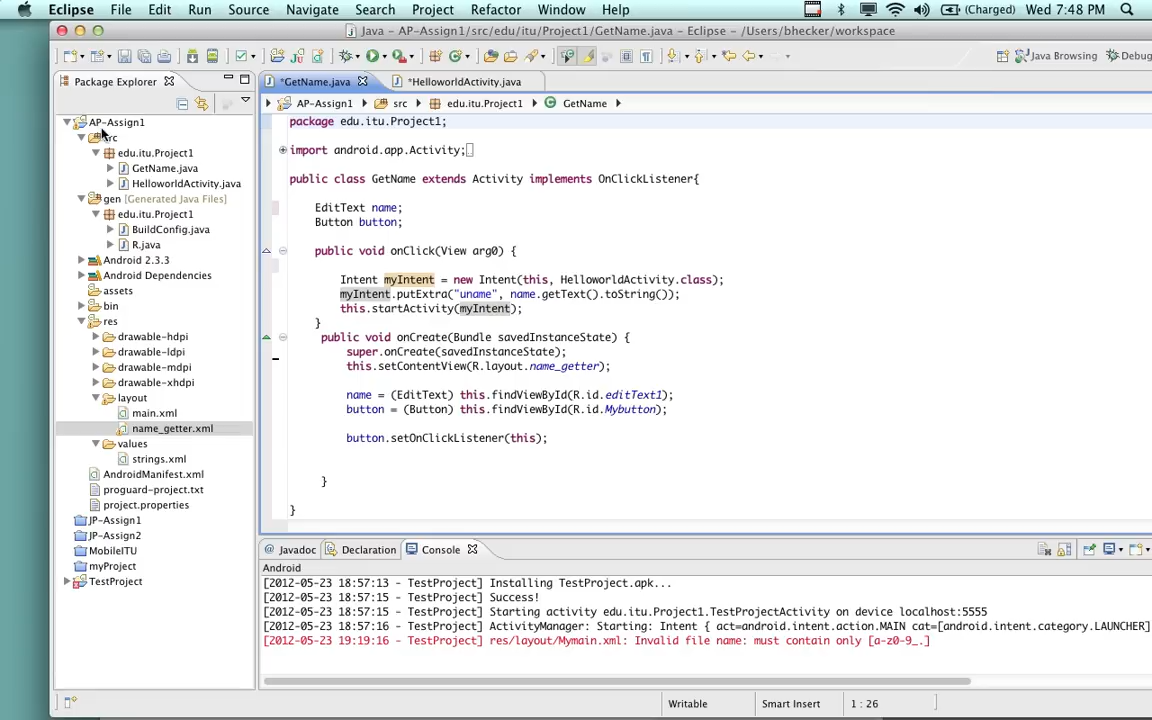 Eclipse File Edit Run Source Navigate Search Project Refactor Window Help (Charged) Wed 7:48 PM
Java - AP-Assign1/src/edu/itu/Project1/GetName.java - Eclipse - /Users/bhecker/workspace
Java Browsing Debug
Package Explorer
*GetName.java
*HelloworldActivity.java
AP-Assign1 src edu.itu.Project1 GetName
AP-Assign1
src
edu.itu.Project1
GetName.java
HelloworldActivity.java
gen [Generated Java Files]
edu.itu.Project1
BuildConfig.java
R.java
Android 2.3.3
Android Dependencies
assets
bin
res
drawable-hdpi
drawable-ldpi
drawable-mdpi
drawable-xhdpi
layout
main.xml
name_getter.xml
values
strings.xml
AndroidManifest.xml
proguard-project.txt
project.properties
JP-Assign1
JP-Assign2
MobileITU
myProject
TestProject
package edu.itu.Project1;
import android.app.Activity;
public class GetName extends Activity implements OnClickListener{
EditText name;
Button button;
public void onClick(View arg0) {
Intent myIntent = new Intent(this, HelloworldActivity.class);
myIntent.putExtra("uname", name.getText().toString());
this.startActivity(myIntent);
}
public void onCreate(Bundle savedInstanceState) {
super.onCreate(savedInstanceState);
this.setContentView(R.layout.name_getter);
name = (EditText) this.findViewById(R.id.editText1);
button = (Button) this.findViewById(R.id.Mybutton);
button.setOnClickListener(this);
}
}
@ Javadoc Declaration Console
Android
[2012-05-23 18:57:13 - TestProject] Installing TestProject.apk...
[2012-05-23 18:57:15 - TestProject] Success!
[2012-05-23 18:57:15 - TestProject] Starting activity edu.itu.Project1.TestProjectActivity on device localhost:5555
[2012-05-23 18:57:16 - TestProject] ActivityManager: Starting: Intent { act=android.intent.action.MAIN cat=[android.intent.category.LAUNCHER]
[2012-05-23 19:19:16 - TestProject] res/layout/Mymain.xml: Invalid file name: must contain only [a-z0-9_.]
Writable Smart Insert 1 : 26